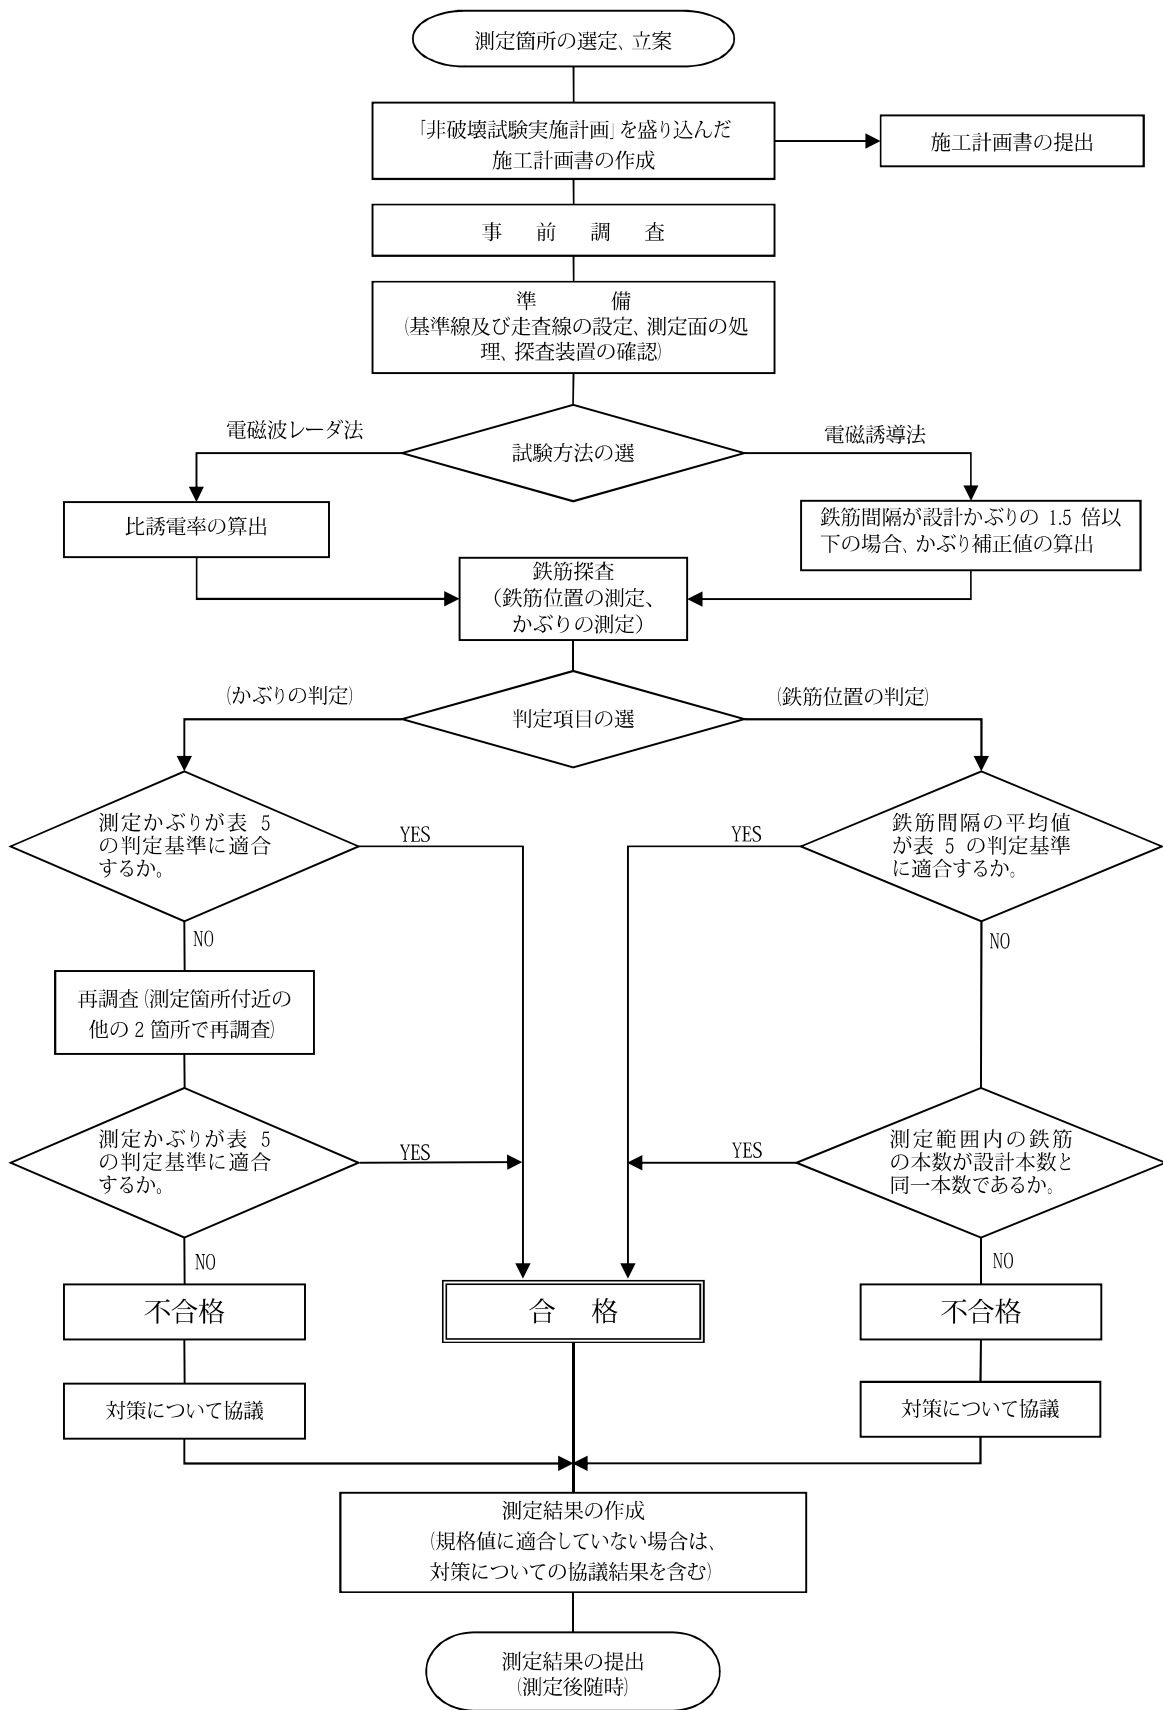 測定箇所の選定、立案
「非破壊試験実施計画」を盛り込んだ
施工計画書の作成
施工計画書の提出
事 前 調 査
準 備
(基準線及び走査線の設定、測定面の処
理、探査装置の確認)
試験方法の選
電磁波レーダ法
電磁誘導法
比誘電率の算出
鉄筋間隔が設計かぶりの 1.5 倍以
下の場合、かぶり補正値の算出
鉄筋探査
（鉄筋位置の測定、
かぶりの測定）
判定項目の選
(かぶりの判定)
(鉄筋位置の判定)
測定かぶりが表 5
の判定基準に適合
するか。
YES
NO
鉄筋間隔の平均値
が表 5 の判定基準
に適合するか。
YES
NO
再調査(測定箇所付近の
他の 2 箇所で再調査)
測定かぶりが表 5
の判定基準に適合
するか。
YES
NO
測定範囲内の鉄筋
の本数が設計本数と
同一本数であるか。
YES
NO
不合格
合 格
不合格
対策について協議
対策について協議
測定結果の作成
(規格値に適合していない場合は、
対策についての協議結果を含む)
測定結果の提出
(測定後随時)